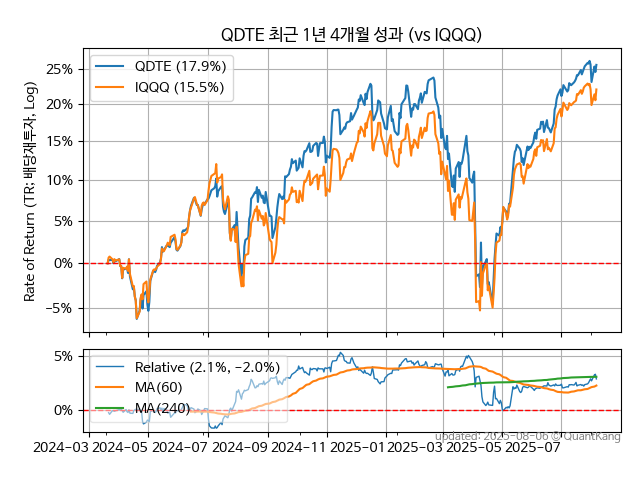 QDTE 최근 1년 4개월 성과 (vs IQQQ)
Rate of Return (TR: 배당재투자, Log)
QDTE (17.9%)
IQQQ (15.5%)
25%
20%
15%
10%
5%
0%
−5%
5%
0%
Relative (2.1%, −2.0%)
MA(60)
MA(240)
2024−03 2024−05 2024−07 2024−09 2024−11 2025−01 2025−03 2025−05 2025−07
updated: 2025−08−06 © QuantKang